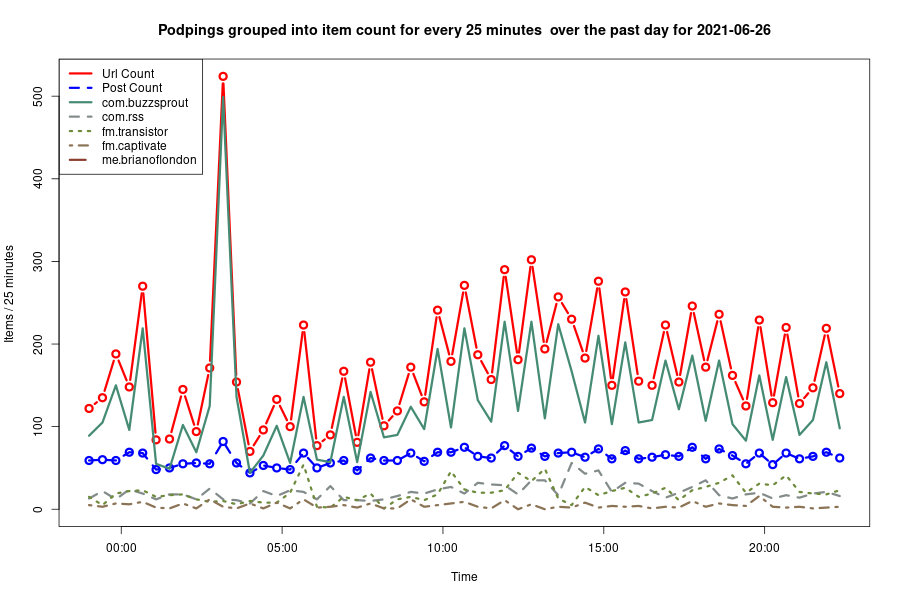 Podpings grouped into item count for every 25 minutes  over the past day for 2021-06-26
Url Count
Post Count
com.buzzsprout
com.rss
fm.transistor
fm.captivate
me.brianoflondon
Items / 25 minutes
500
400
300
200
100
0
00:00
05:00
10:00
15:00
20:00
Time